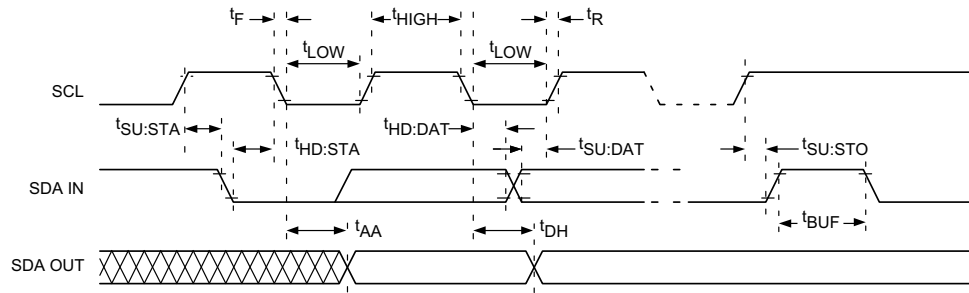 tF tHIGH tR
tLOW tLOW
SCL
tSU:STA tHD:STA tHD:DAT tSU:DAT tSU:STO
SDA IN
tAA tDH tBUF
SDA OUT